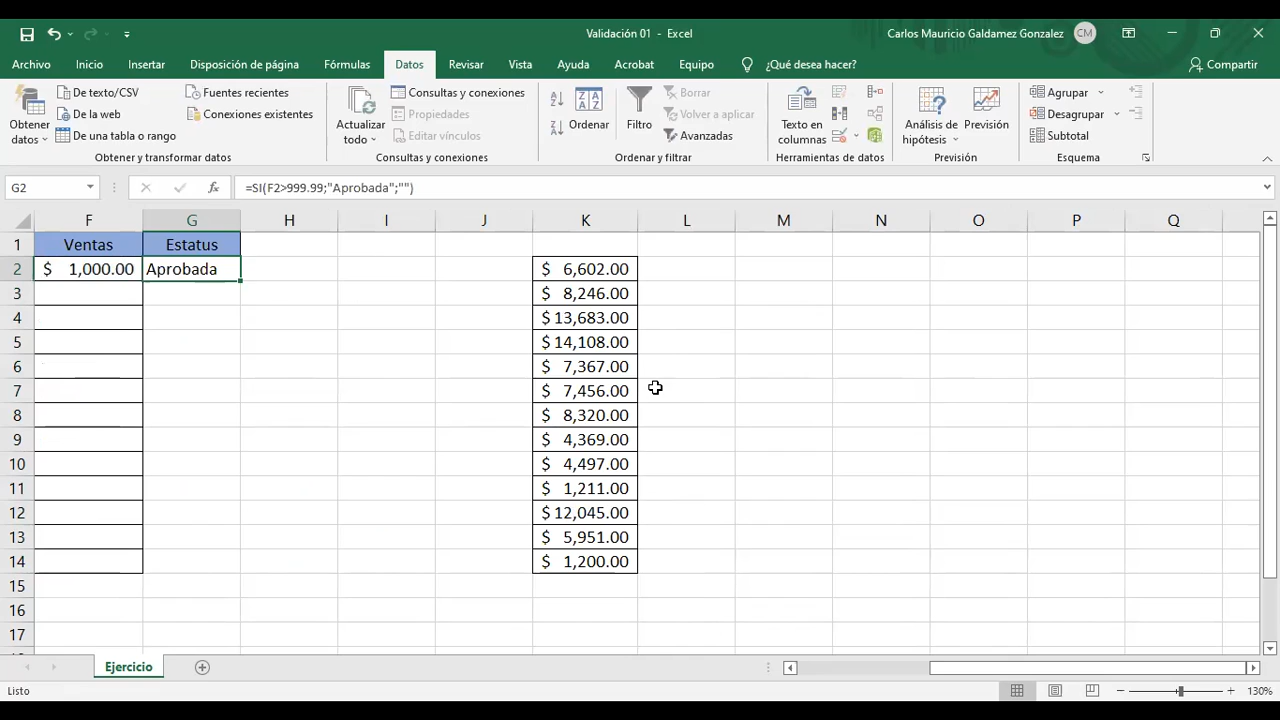 Validación 01 - Excel
Carlos Mauricio Galdamez Gonzalez CM
Archivo Inicio Insertar Disposición de página Fórmulas Datos Revisar Vista Ayuda Acrobat Equipo ¿Qué desea hacer? Compartir
Obtener datos
De texto/CSV
De la web
De una tabla o rango
Fuentes recientes
Conexiones existentes
Obtener y transformar datos
Actualizar todo
Consultas y conexiones
Propiedades
Editar vínculos
Consultas y conexiones
Ordenar
Filtro
Borrar
Volver a aplicar
Avanzadas
Ordenar y filtrar
Texto en columnas
Herramientas de datos
Análisis de hipótesis
Previsión
Previsión
Agrupar
Desagrupar
Subtotal
Esquema
G2 fx =SI(F2>999.99;"Aprobada";"")
F G H I J K L M N O P Q
1 Ventas Estatus
2 $ 1,000.00 Aprobada $ 6,602.00
3 $ 8,246.00
4 $ 13,683.00
5 $ 14,108.00
6 $ 7,367.00
7 $ 7,456.00
8 $ 8,320.00
9 $ 4,369.00
10 $ 4,497.00
11 $ 1,211.00
12 $ 12,045.00
13 $ 5,951.00
14 $ 1,200.00
15
16
17
Ejercicio
Listo 130%